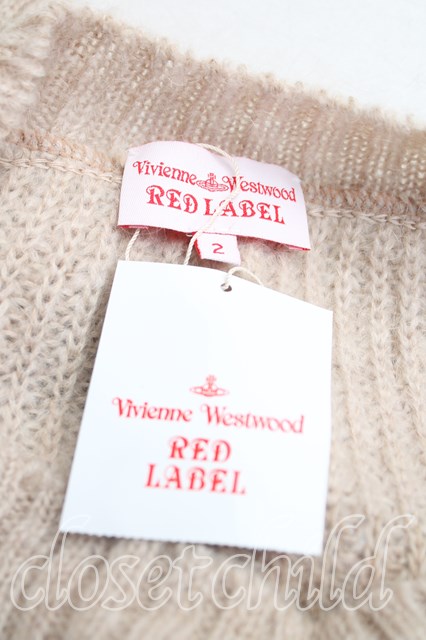 Vivienne Westwood
RED LABEL
2
Vivienne Westwood
RED
LABEL
closetchild